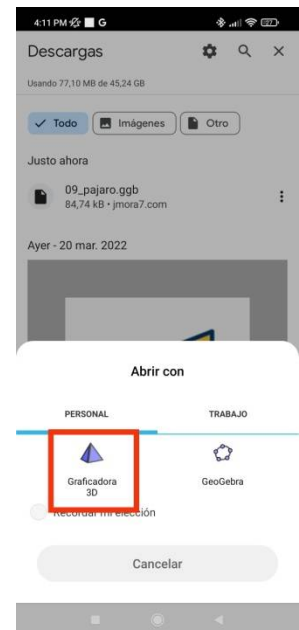 4:11 PM G
Descargas
Usando 77,10 MB de 45,24 GB
Todo Imágenes Otro
Justo ahora
09_pajaro.ggb
84,74 kB • jmora7.com
Ayer - 20 mar. 2022
Abrir con
PERSONAL TRABAJO
Graficadora GeoGebra
3D
Recordar mi elección
Cancelar